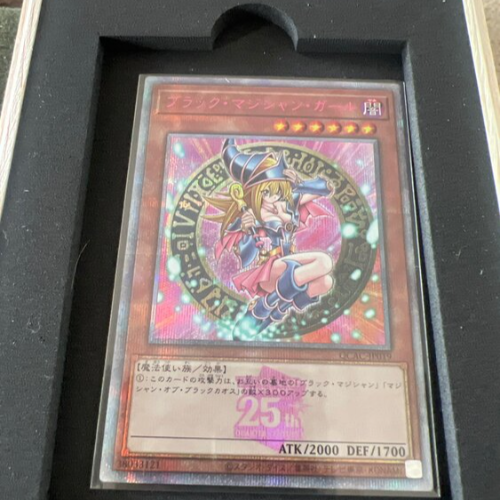 ブラック・マジシャン・ガール
闇
[魔法使い族/効果]
①:このカードの攻撃力は、お互いの墓地の「ブラック・マジシャン」「マジ
シャン・オブ・ブラックカオス」の数×300アップする。
25th
ATK/2000 DEF/1700